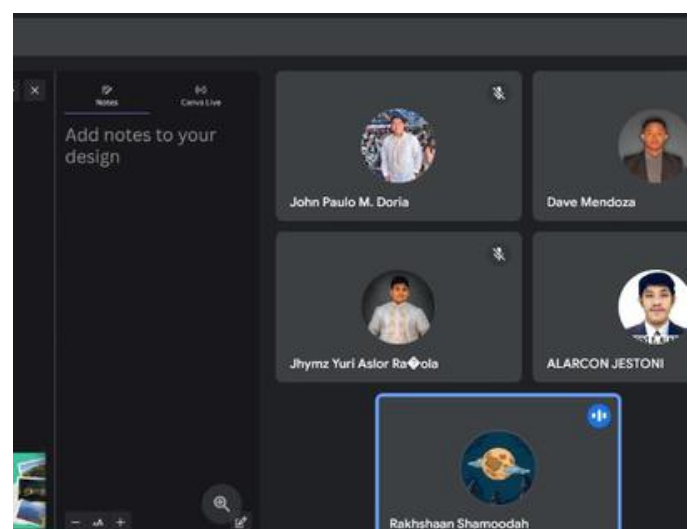 Notes
Canva Live
Add notes to your
design
John Paulo M. Doria
Dave Mendoza
Jhymz Yuri Aslor Ra�ola
ALARCON JESTONI
Rakhshaan Shamoodah
- AA +